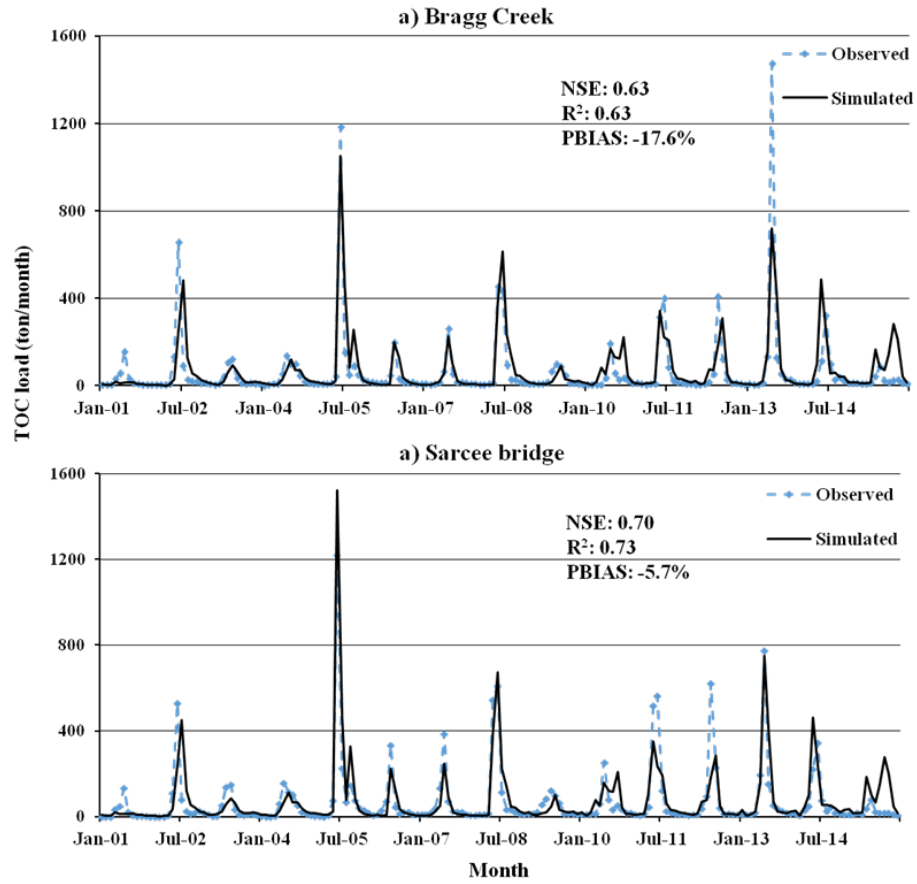 a) Bragg Creek
1600
1200
800
400
0
Observed
Simulated
NSE: 0.63
R²: 0.63
PBIAS: -17.6%
Jan-01 Jul-02 Jan-04 Jul-05 Jan-07 Jul-08 Jan-10 Jul-11 Jan-13 Jul-14
TOC load (ton/month)
a) Sarcee bridge
1600
1200
800
400
0
Observed
Simulated
NSE: 0.70
R²: 0.73
PBIAS: -5.7%
Jan-01 Jul-02 Jan-04 Jul-05 Jan-07 Jul-08 Jan-10 Jul-11 Jan-13 Jul-14
Month